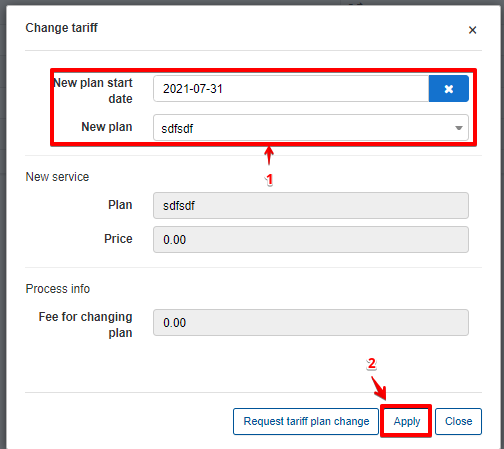 Change tariff
×
New plan start date
2021-07-31
✖
New plan
sdfsdf
1
New service
Plan
sdfsdf
Price
0.00
Process info
Fee for changing plan
0.00
2
Request tariff plan change
Apply
Close